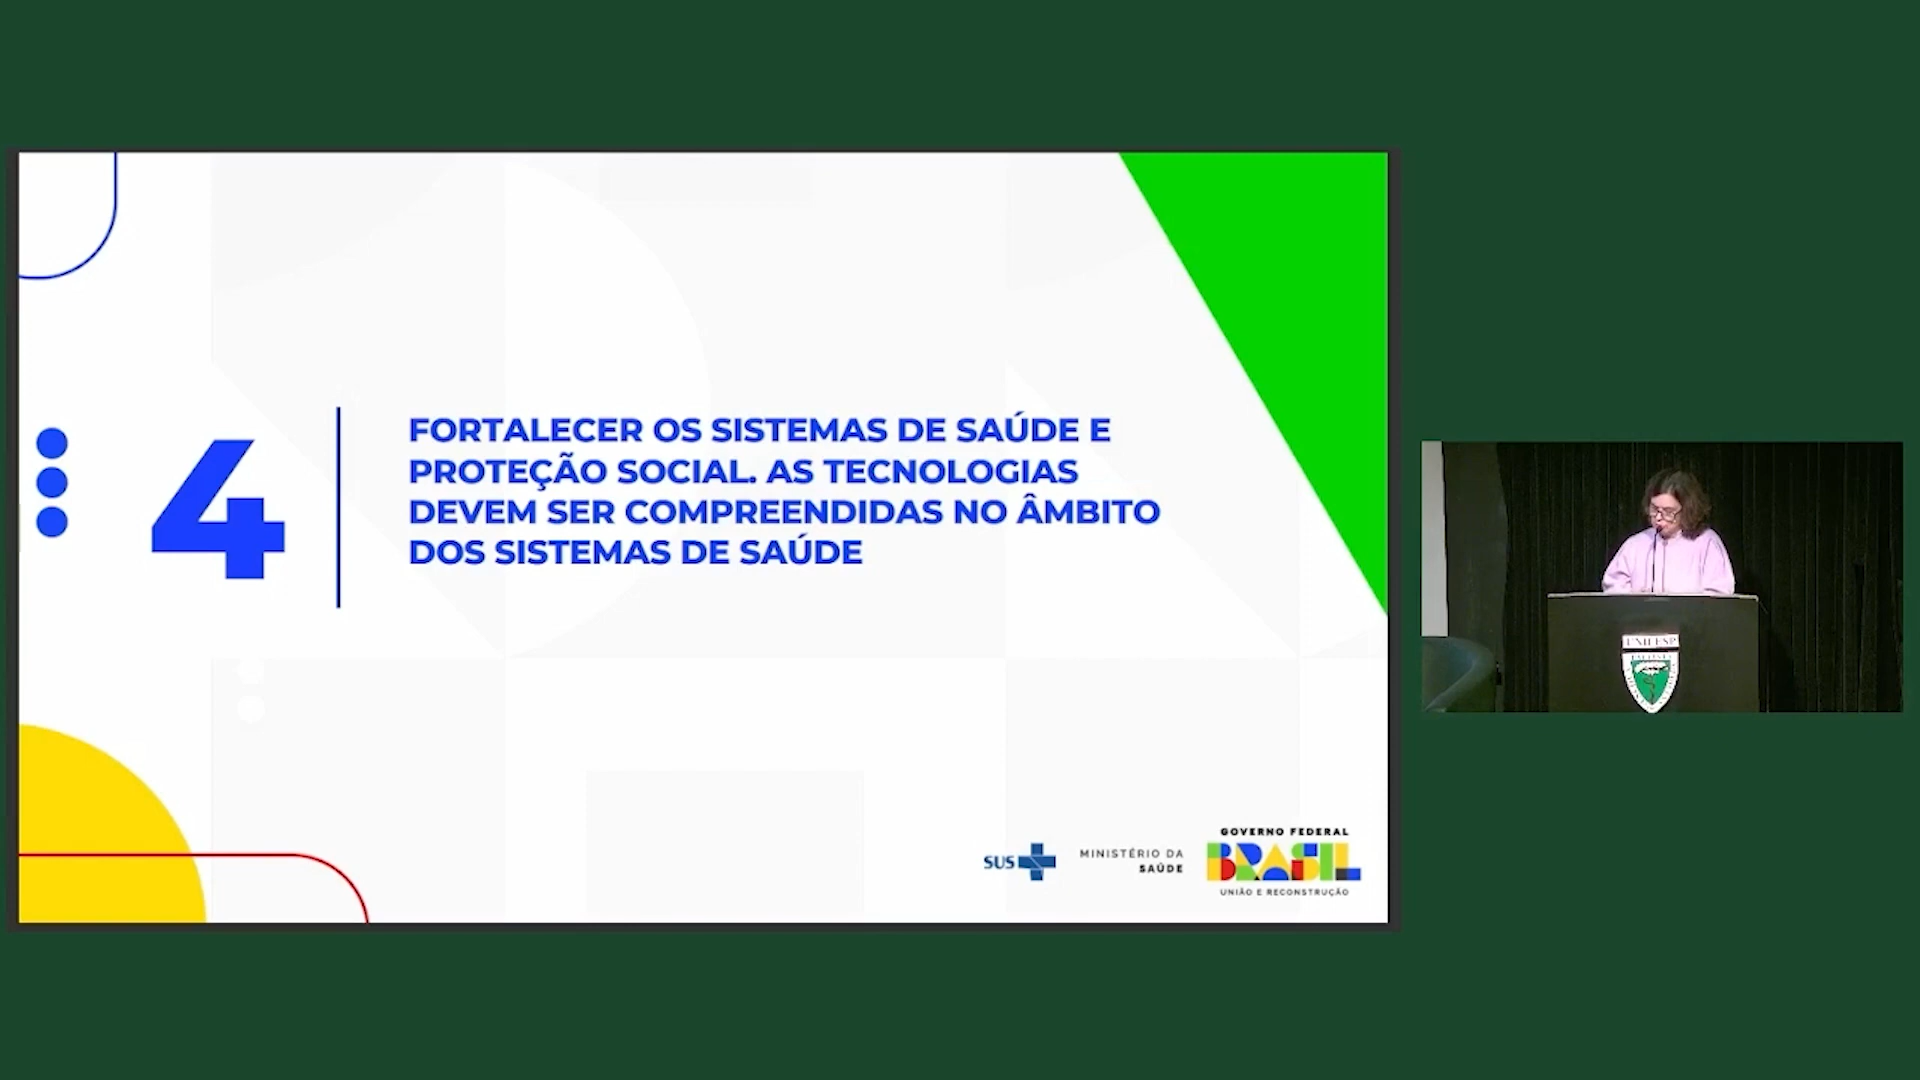 4
FORTALECER OS SISTEMAS DE SAÚDE E
PROTEÇÃO SOCIAL. AS TECNOLOGIAS
DEVEM SER COMPREENDIDAS NO ÂMBITO
DOS SISTEMAS DE SAÚDE
SUS
MINISTÉRIO DA
SAÚDE
GOVERNO FEDERAL
BRASIL
UNIÃO E RECONSTRUÇÃO
UNIFESP